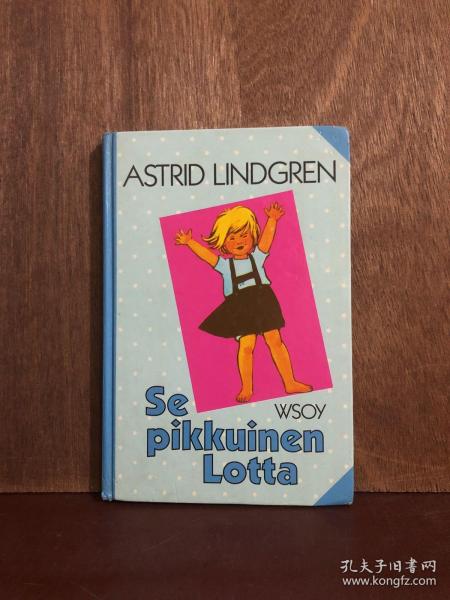 ASTRID LINDGREN
Se
WSOY
pikkuinen
Lotta
孔夫子旧书网
www.kongfz.com